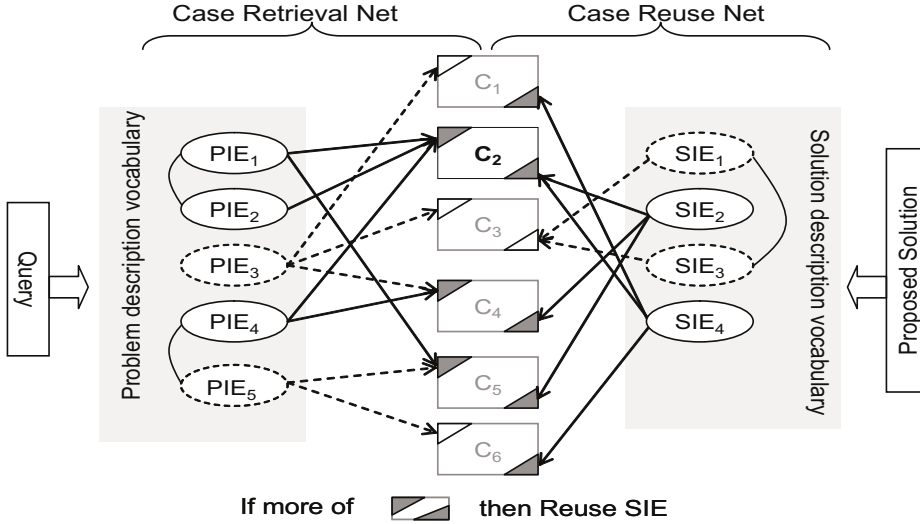 Case Retrieval Net
Case Reuse Net
Query
Problem description vocabulary
PIE1
PIE2
PIE3
PIE4
PIE5
C1
C2
C3
C4
C5
C6
SIE1
SIE2
SIE3
SIE4
Solution description vocabulary
Proposed Solution
If more of then Reuse SIE